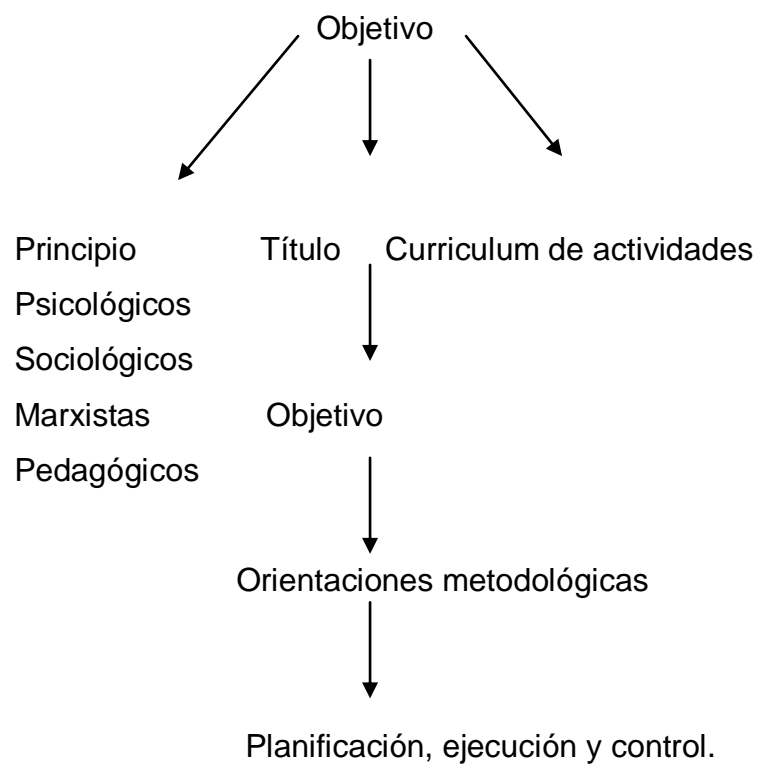 Objetivo
Principio Título Curriculum de actividades
Psicológicos
Sociológicos
Marxistas Objetivo
Pedagógicos
Orientaciones metodológicas
Planificación, ejecución y control.